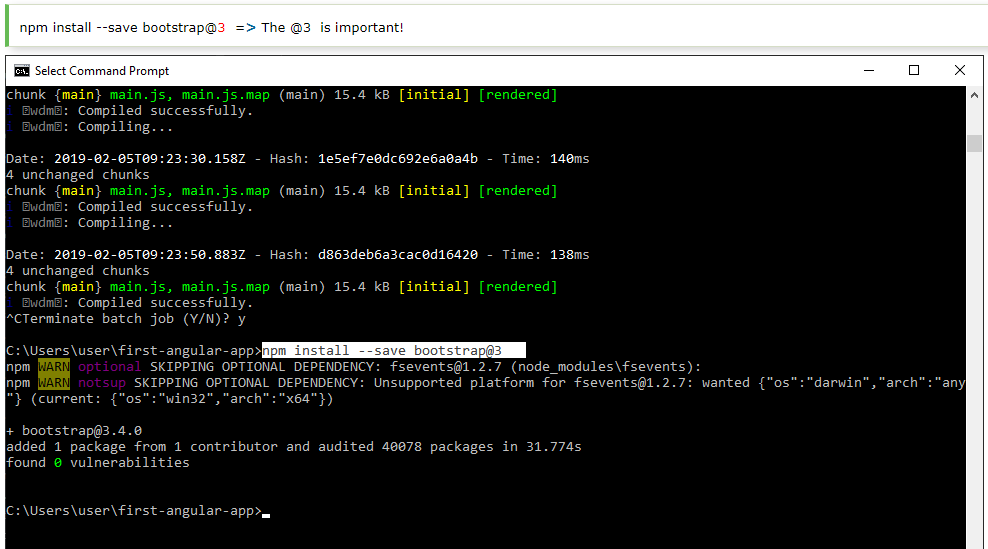 npm install --save bootstrap@3 => The @3 is important!
Select Command Prompt
chunk {main} main.js, main.js.map (main) 15.4 kB [initial] [rendered]
i ⍰wdm⍰: Compiled successfully.
i ⍰wdm⍰: Compiling...
Date: 2019-02-05T09:23:30.158Z - Hash: 1e5ef7e0dc692e6a0a4b - Time: 140ms
4 unchanged chunks
chunk {main} main.js, main.js.map (main) 15.4 kB [initial] [rendered]
i ⍰wdm⍰: Compiled successfully.
i ⍰wdm⍰: Compiling...
Date: 2019-02-05T09:23:50.883Z - Hash: d863deb6a3cac0d16420 - Time: 138ms
4 unchanged chunks
chunk {main} main.js, main.js.map (main) 15.4 kB [initial] [rendered]
i ⍰wdm⍰: Compiled successfully.
^CTerminate batch job (Y/N)? y
C:\Users\user\first-angular-app>npm install --save bootstrap@3
npm WARN optional SKIPPING OPTIONAL DEPENDENCY: fsevents@1.2.7 (node_modules\fsevents):
npm WARN notsup SKIPPING OPTIONAL DEPENDENCY: Unsupported platform for fsevents@1.2.7: wanted {"os":"darwin","arch":"any
"} (current: {"os":"win32","arch":"x64"})
+ bootstrap@3.4.0
added 1 package from 1 contributor and audited 40078 packages in 31.774s
found 0 vulnerabilities
C:\Users\user\first-angular-app>